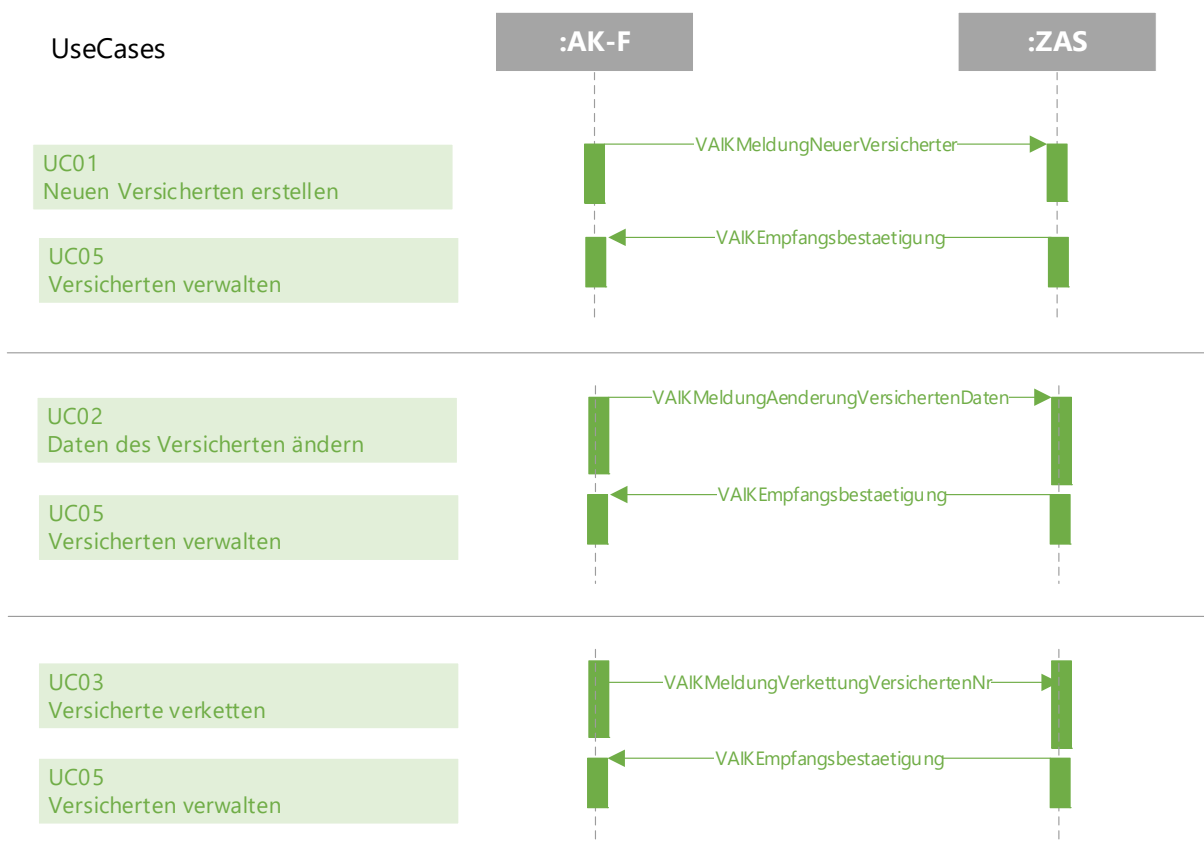 UseCases
:AK-F
:ZAS
UC01
Neuen Versicherten erstellen
VAIKMeldungNeuerVersicherter
UC05
Versicherten verwalten
VAIKEmpfangsbestaetigung
UC02
Daten des Versicherten ändern
VAIKMeldungAenderungVersichertenDaten
UC05
Versicherten verwalten
VAIKEmpfangsbestaetigung
UC03
Versicherte verketten
VAIKMeldungVerkettungVersichertenNr
UC05
Versicherten verwalten
VAIKEmpfangsbestaetigung